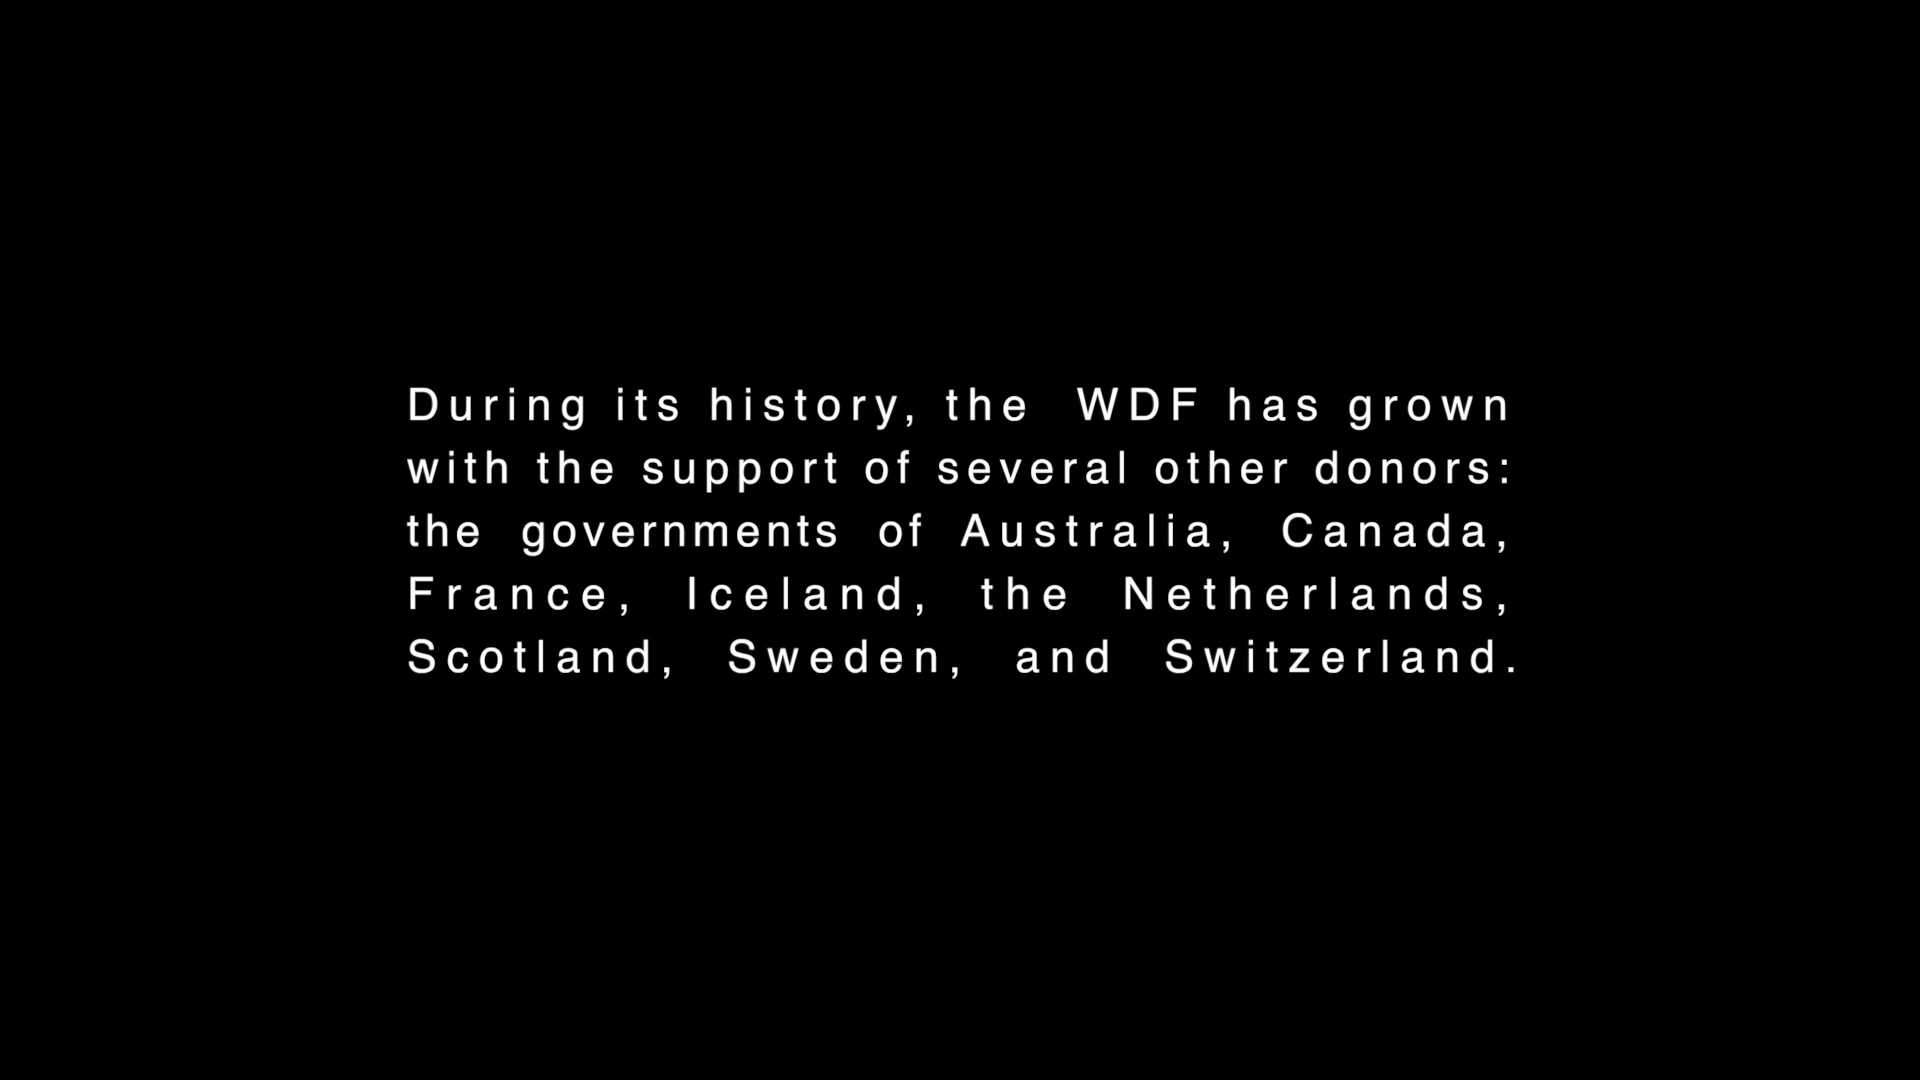 During its history, the WDF has grown
with the support of several other donors:
the governments of Australia, Canada,
France, Iceland, the Netherlands,
Scotland, Sweden, and Switzerland.